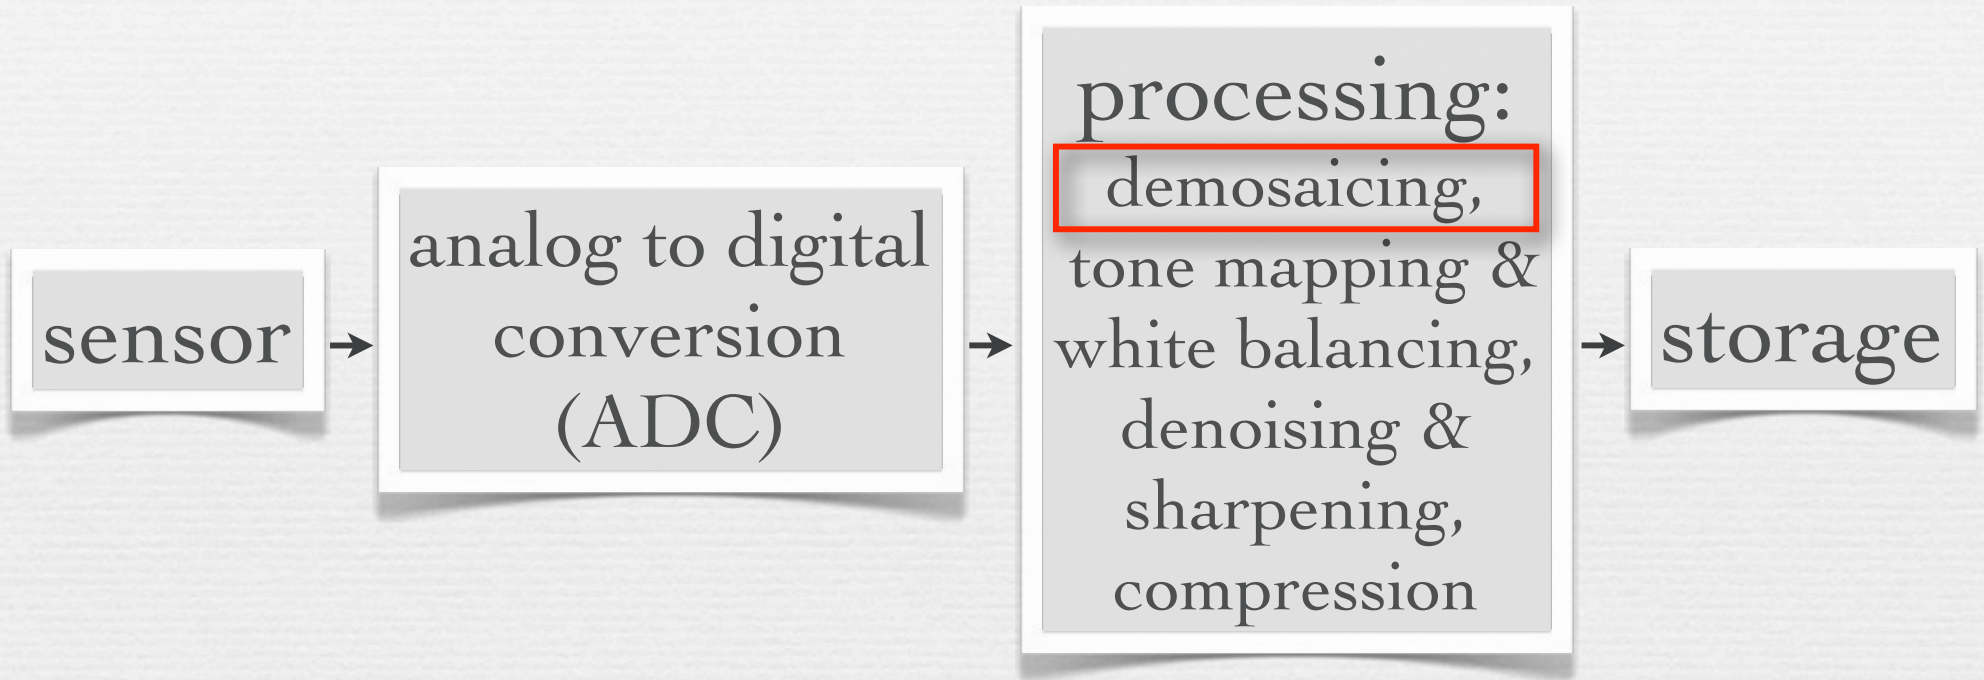 sensor
analog to digital
conversion
(ADC)
processing:
demosaicing,
tone mapping &
white balancing,
denoising &
sharpening,
compression
storage